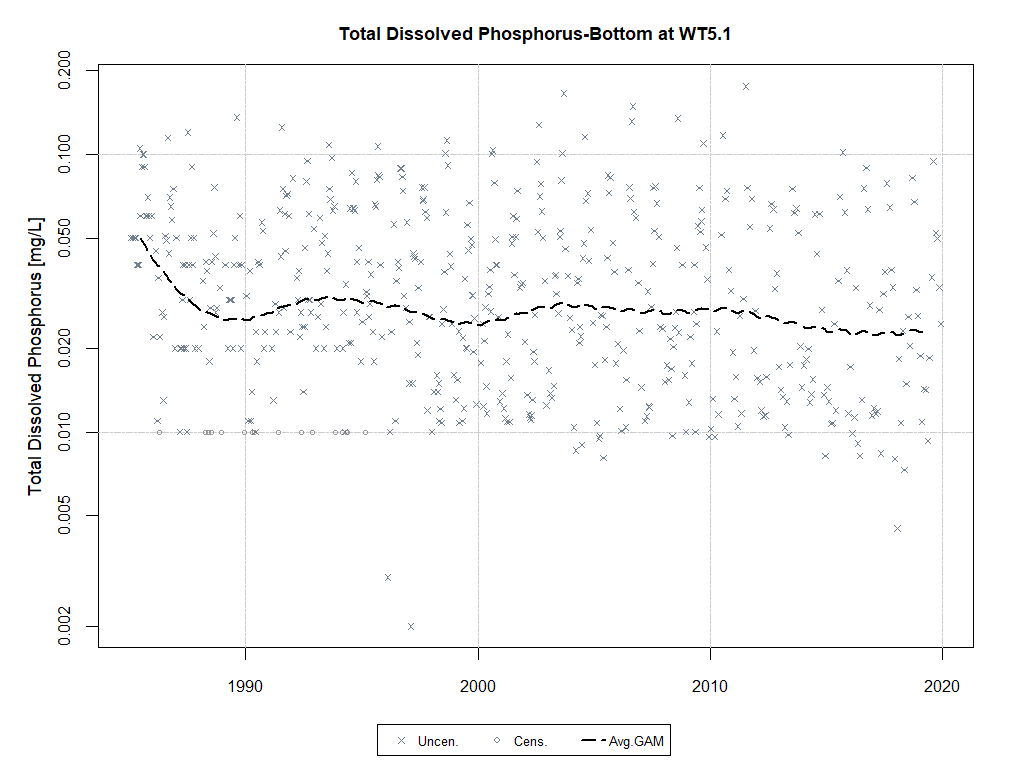 Total Dissolved Phosphorus-Bottom at WT5.1
Total Dissolved Phosphorus [mg/L]
0.200
0.100
0.050
0.020
0.010
0.005
0.002
1990 2000 2010 2020
Uncen. Cens. Avg.GAM